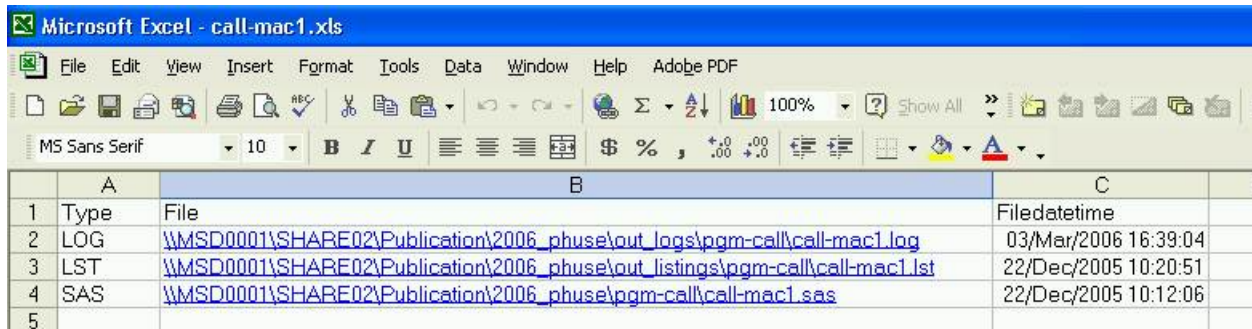 Microsoft Excel - call-mac1.xls
File Edit View Insert Format Tools Data Window Help Adobe PDF
ABC Σ A Z 100% ? Show All »
MS Sans Serif 10 B I U $ % , .00 .00 A
A B C
1 Type File Filedatetime
2 LOG \\MSD0001\SHARE02\Publication\2006_phuse\out_logs\pgm-call\call-mac1.log 03/Mar/2006 16:39:04
3 LST \\MSD0001\SHARE02\Publication\2006_phuse\out_listings\pgm-call\call-mac1.lst 22/Dec/2005 10:20:51
4 SAS \\MSD0001\SHARE02\Publication\2006_phuse\pgm-call\call-mac1.sas 22/Dec/2005 10:12:06
5